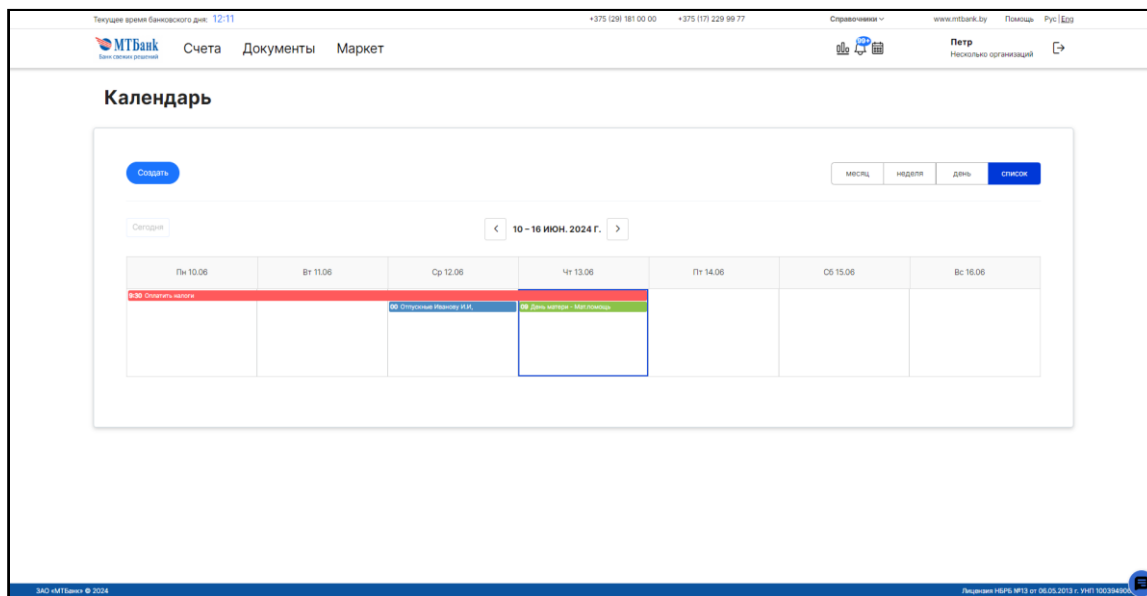 Текущее время банковского дня: 12:11
+375 (29) 181 00 00 +375 (17) 229 99 77
Справочники
www.mtbank.by Помощь Рус | Eng
МТБанк
Банк свежих решений
Счета Документы Маркет
99+
Петр
Несколько организаций
Календарь
Создать
месяц неделя день список
Сегодня
10 – 16 ИЮН. 2024 Г.
Пн 10.06 Вт 11.06 Ср 12.06 Чт 13.06 Пт 14.06 Сб 15.06 Вс 16.06
9:30 Оплатить налоги
00 Отпускные Иванову И.И,
День матери - Мат.помощь
ЗАО «МТБанк» © 2024
Лицензия НБРБ №13 от 06.05.2013 г. УНП